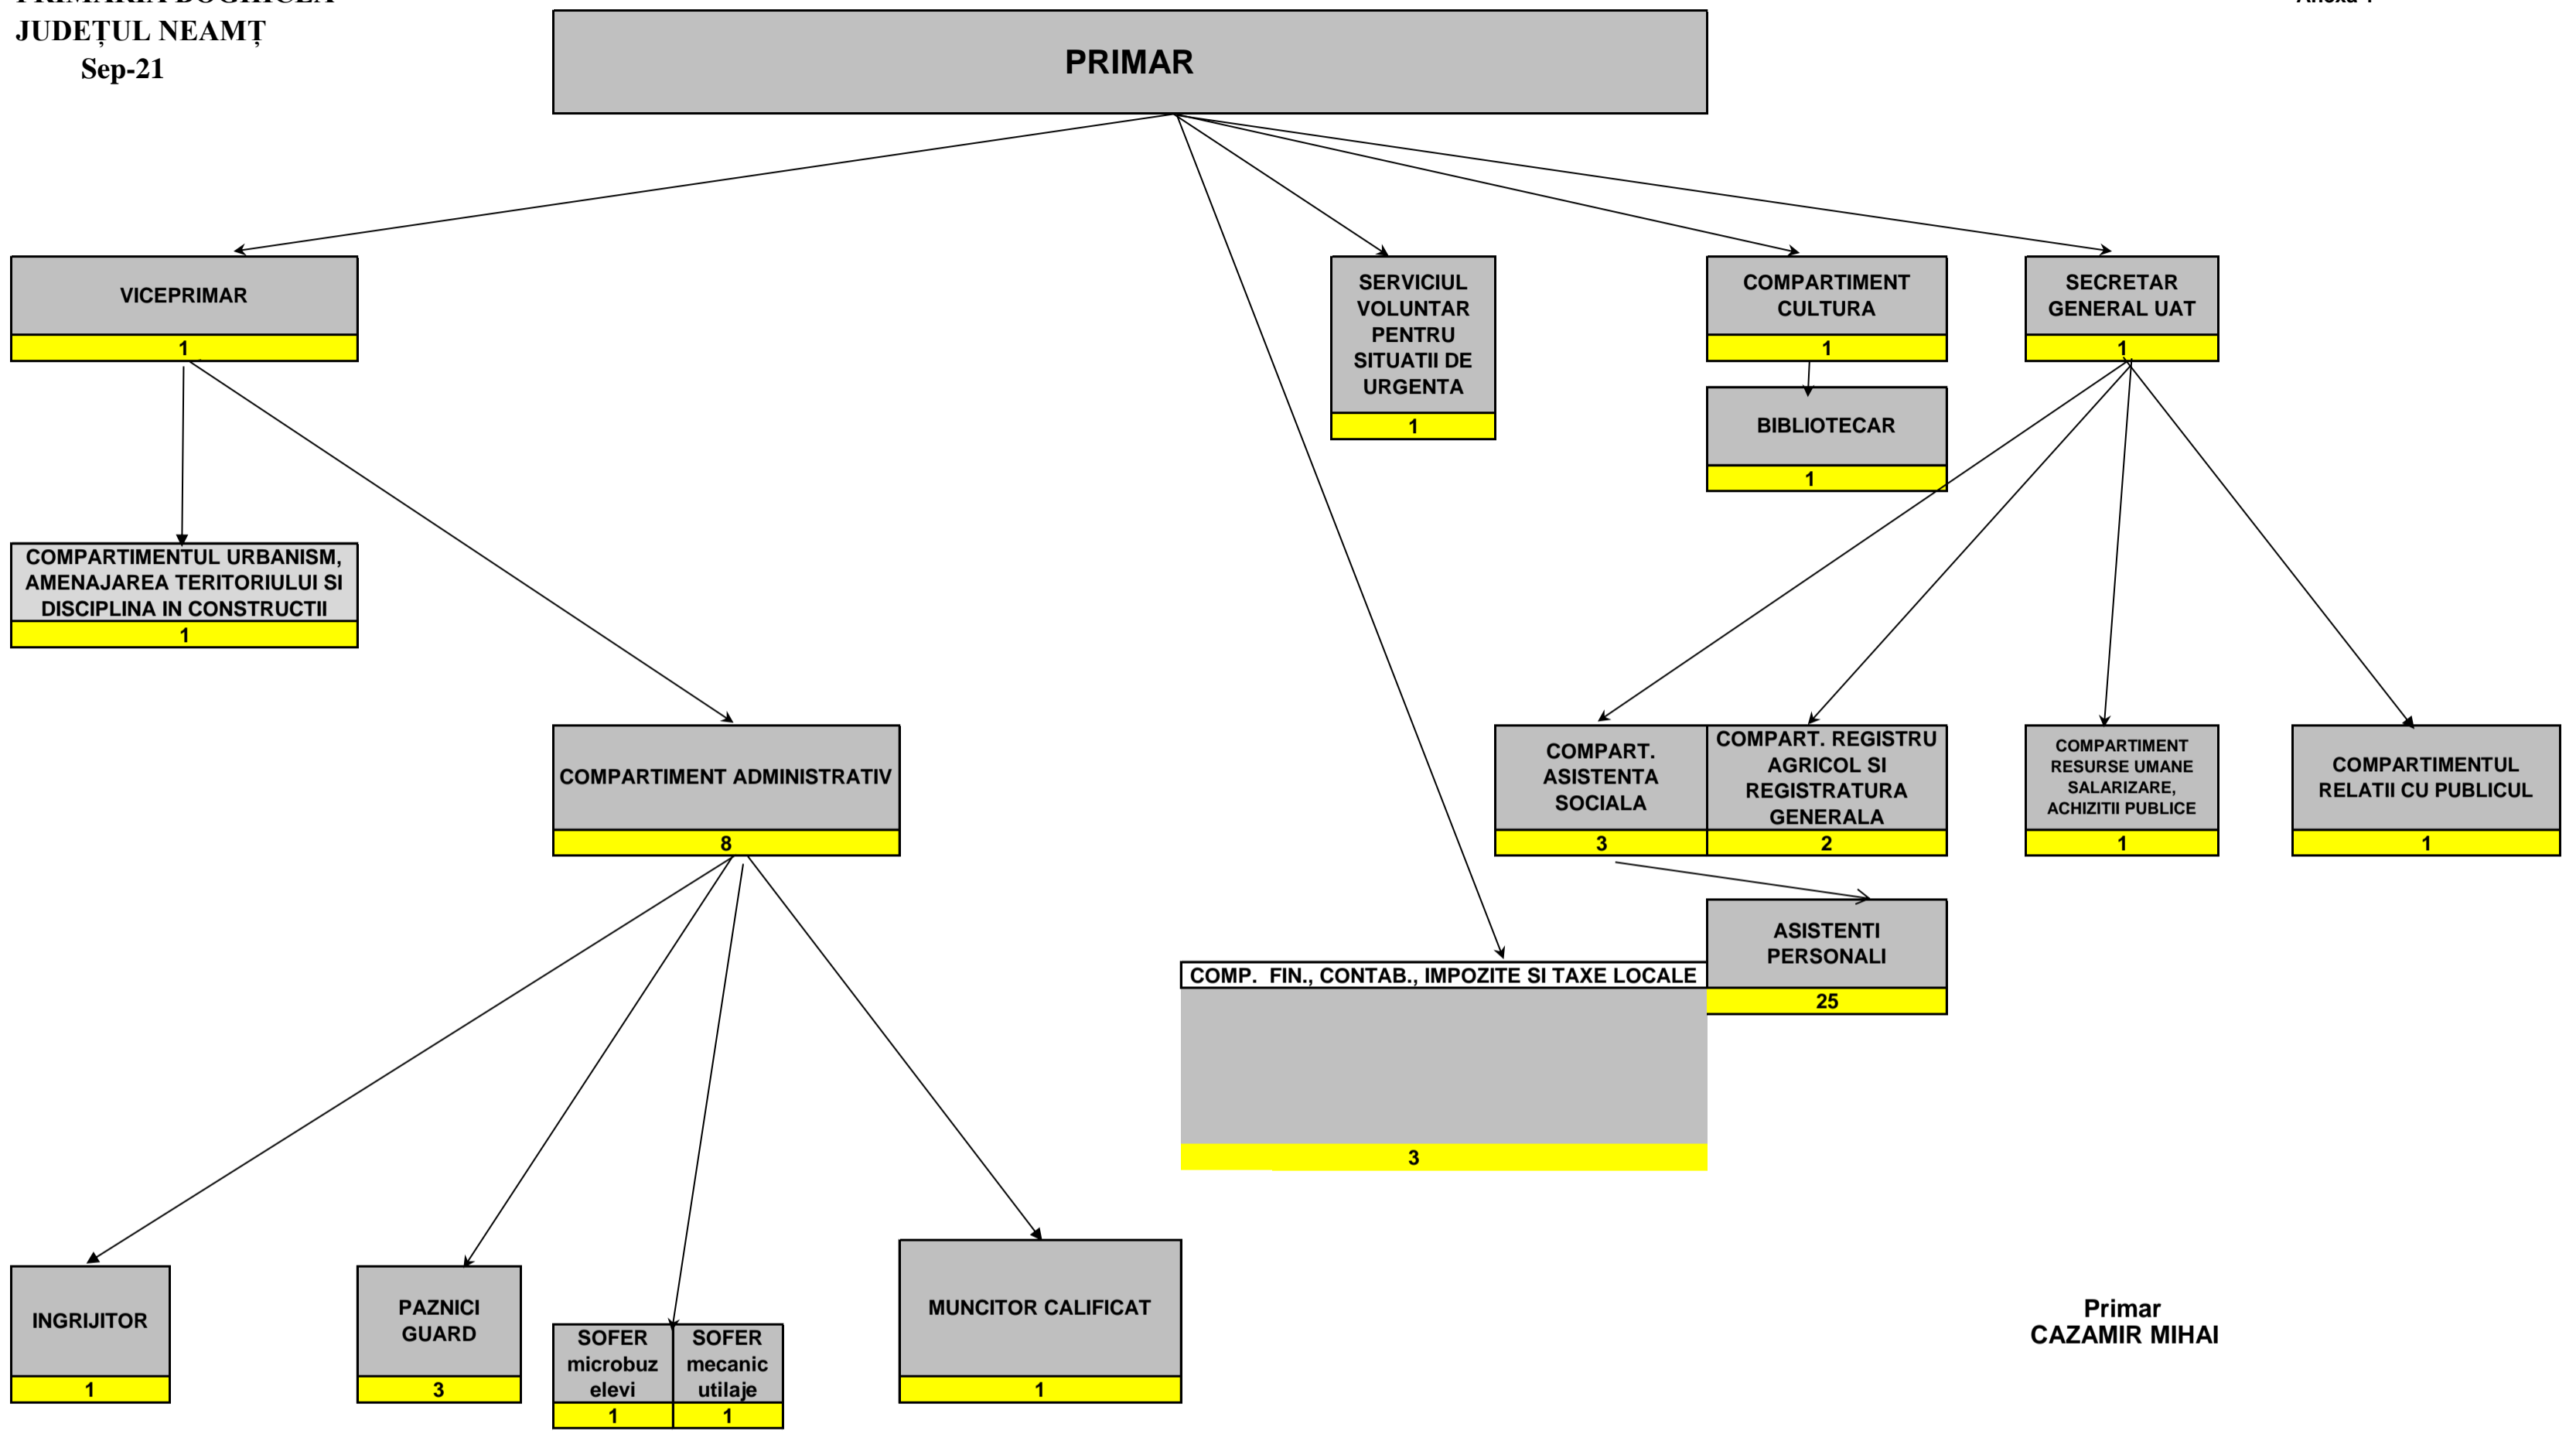 JUDEȚUL NEAMȚ
Sep-21
PRIMAR
VICEPRIMAR
1
SERVICIUL
VOLUNTAR
PENTRU
SITUATII DE
URGENTA
1
COMPARTIMENT
CULTURA
1
SECRETAR
GENERAL UAT
1
BIBLIOTECAR
1
COMPARTIMENTUL URBANISM,
AMENAJAREA TERITORIULUI SI
DISCIPLINA IN CONSTRUCTII
1
COMPARTIMENT ADMINISTRATIV
8
COMPART.
ASISTENTA
SOCIALA
3
COMPART. REGISTRU
AGRICOL SI
REGISTRATURA
GENERALA
2
COMPARTIMENT
RESURSE UMANE
SALARIZARE,
ACHIZITII PUBLICE
1
COMPARTIMENTUL
RELATII CU PUBLICUL
1
ASISTENTI
PERSONALI
25
COMP. FIN., CONTAB., IMPOZITE SI TAXE LOCALE
3
INGRIJITOR
1
PAZNICI
GUARD
3
SOFER
microbuz
elevi
1
SOFER
mecanic
utilaje
1
MUNCITOR CALIFICAT
1
Primar
CAZAMIR MIHAI